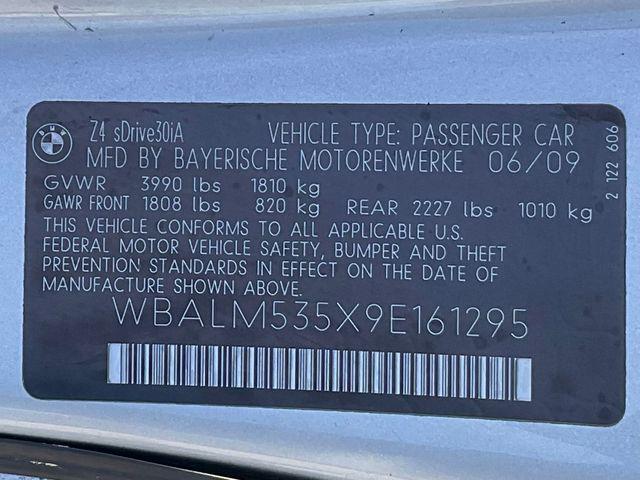 BMW
Z4 sDrive30iA VEHICLE TYPE: PASSENGER CAR
MFD BY BAYERISCHE MOTORENWERKE 06/09
GVWR 3990 lbs 1810 kg
GAWR FRONT 1808 lbs 820 kg REAR 2227 lbs 1010 kg
THIS VEHICLE CONFORMS TO ALL APPLICABLE U.S.
FEDERAL MOTOR VEHICLE SAFETY, BUMPER AND THEFT
PREVENTION STANDARDS IN EFFECT ON THE DATE OF
MANUFACTURE SHOWN ABOVE.
WBALM535X9E161295
2 122 606